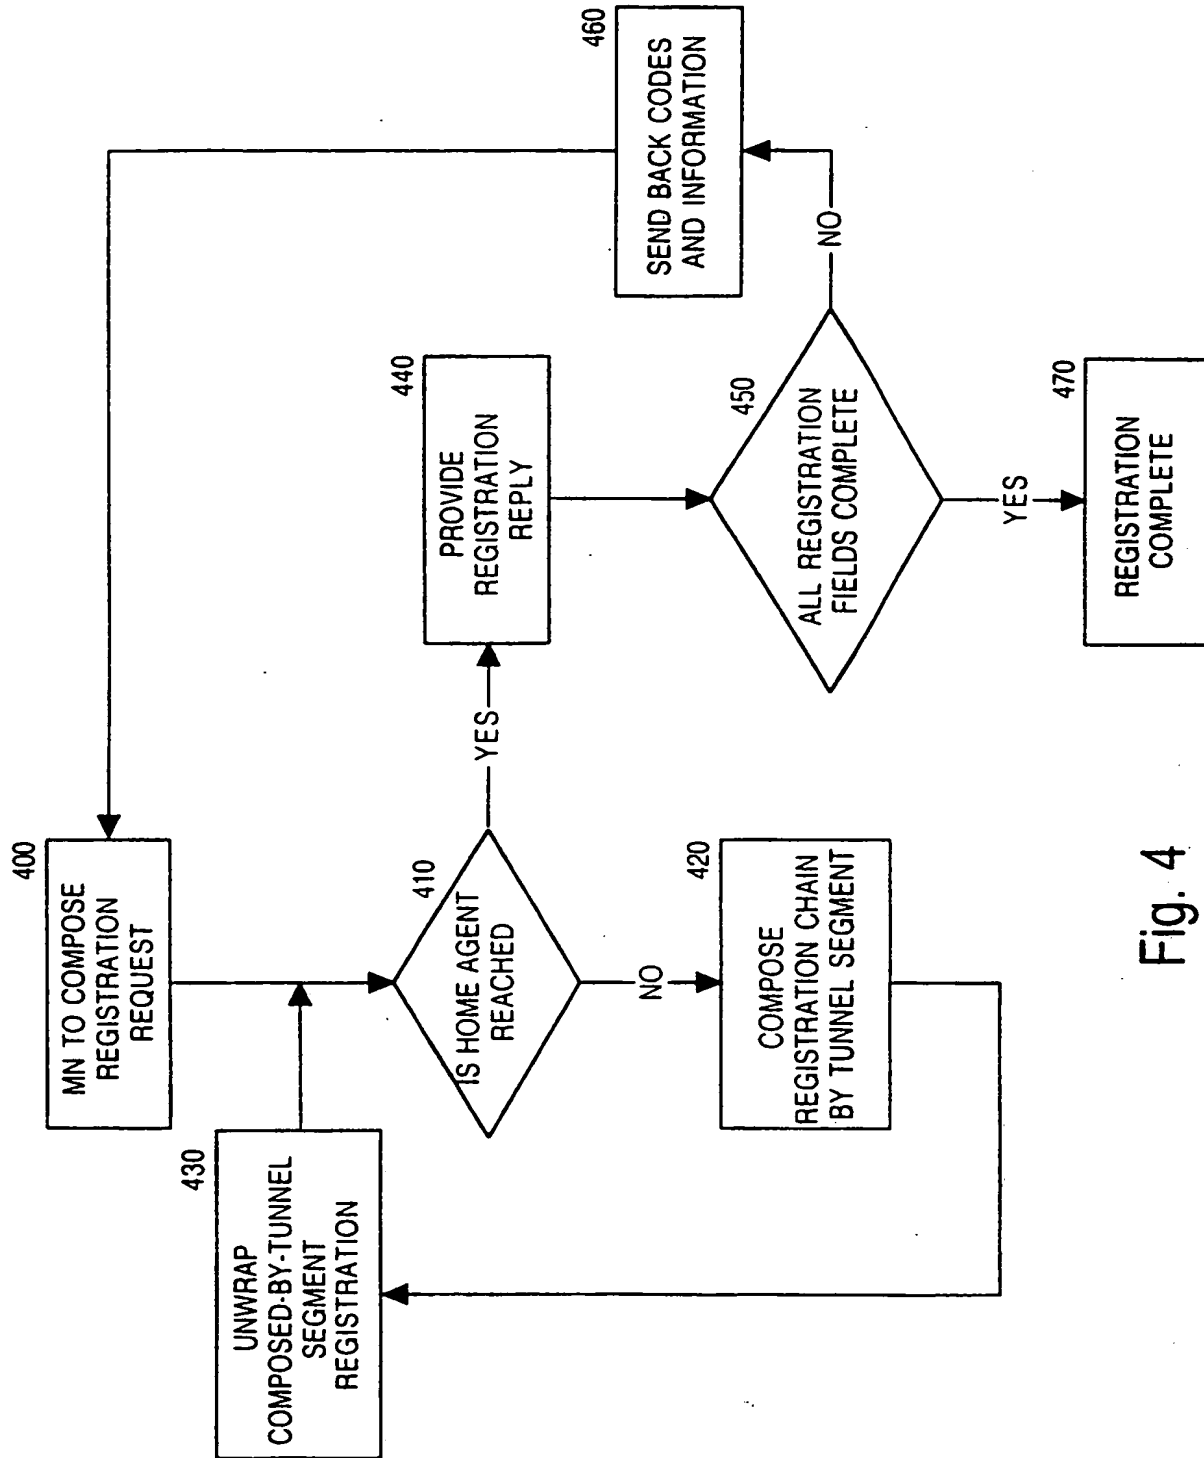 400
MN TO COMPOSE
REGISTRATION
REQUEST
430
UNWRAP
COMPOSED-BY-TUNNEL
SEGMENT
REGISTRATION
410
IS HOME AGENT
REACHED
YES
NO
420
COMPOSE
REGISTRATION CHAIN
BY TUNNEL SEGMENT
440
PROVIDE
REGISTRATION
REPLY
450
ALL REGISTRATION
FIELDS COMPLETE
NO
YES
460
SEND BACK CODES
AND INFORMATION
470
REGISTRATION
COMPLETE
Fig. 4